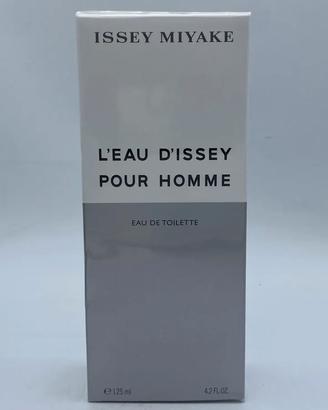 ISSEY MIYAKE
L'EAU D'ISSEY
POUR HOMME
EAU DE TOILETTE
℮ 125 ml 4.2 FL.OZ.